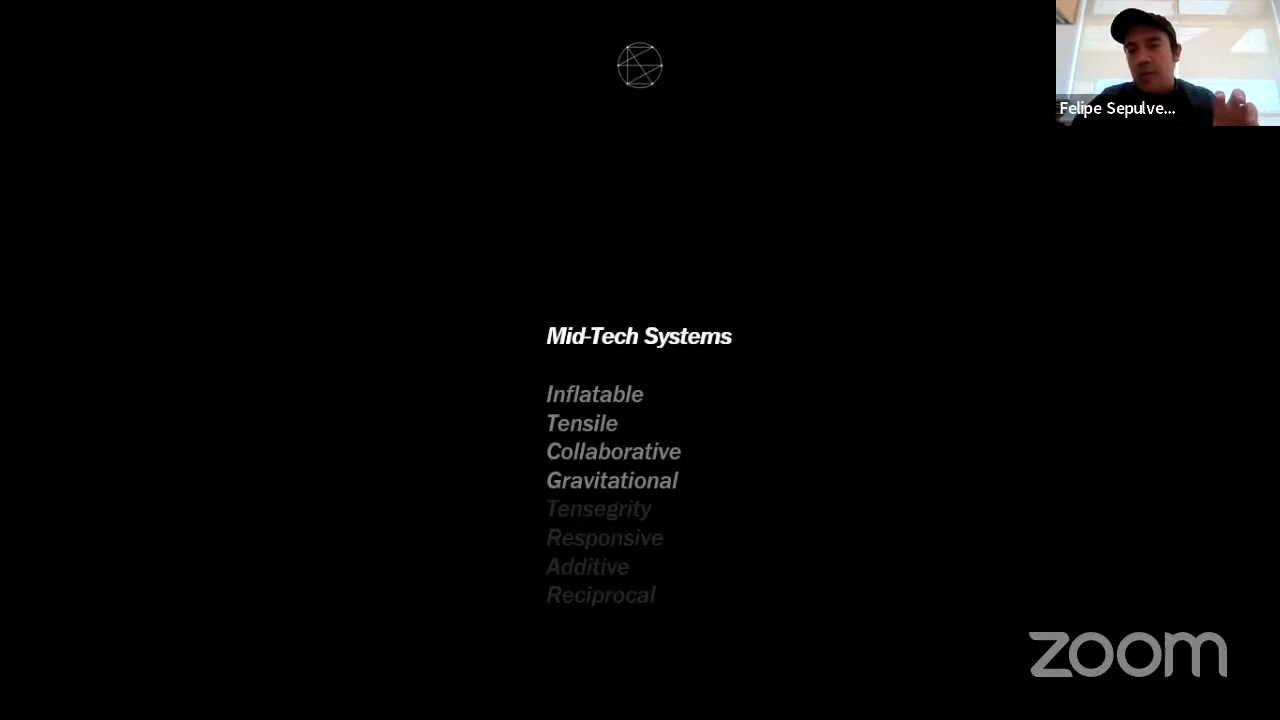 Felipe Sepulve...
Mid-Tech Systems
Inflatable
Tensile
Collaborative
Gravitational
Tensegrity
Responsive
Additive
Reciprocal
zoom